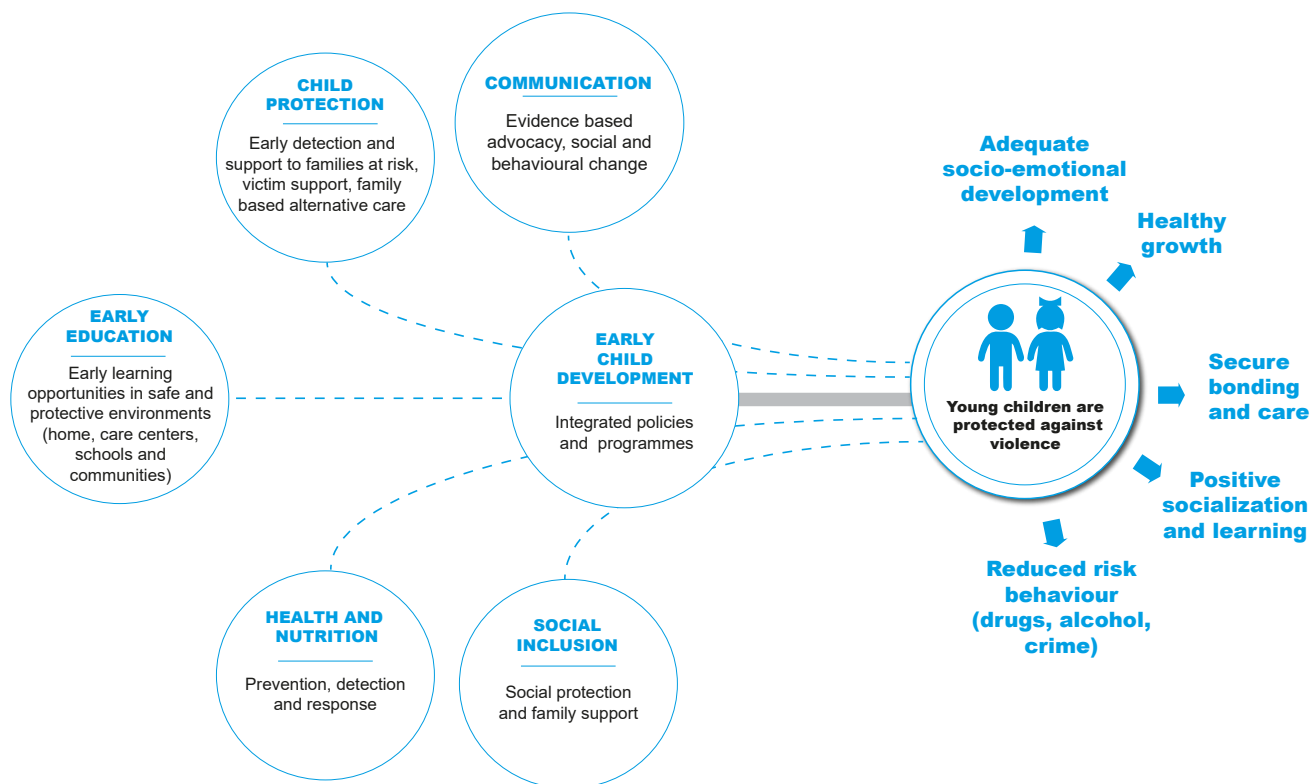 CHILD
PROTECTION
Early detection and
support to families at risk,
victim support, family
based alternative care
COMMUNICATION
Evidence based
advocacy, social and
behavioural change
EARLY
EDUCATION
Early learning
opportunities in safe and
protective environments
(home, care centers,
schools and
communities)
EARLY
CHILD
DEVELOPMENT
Integrated policies
and programmes
HEALTH AND
NUTRITION
Prevention, detection
and response
SOCIAL
INCLUSION
Social protection
and family support
Young children are
protected against
violence
Adequate
socio-emotional
development
Healthy
growth
Secure
bonding
and care
Positive
socialization
and learning
Reduced risk
behaviour
(drugs, alcohol,
crime)